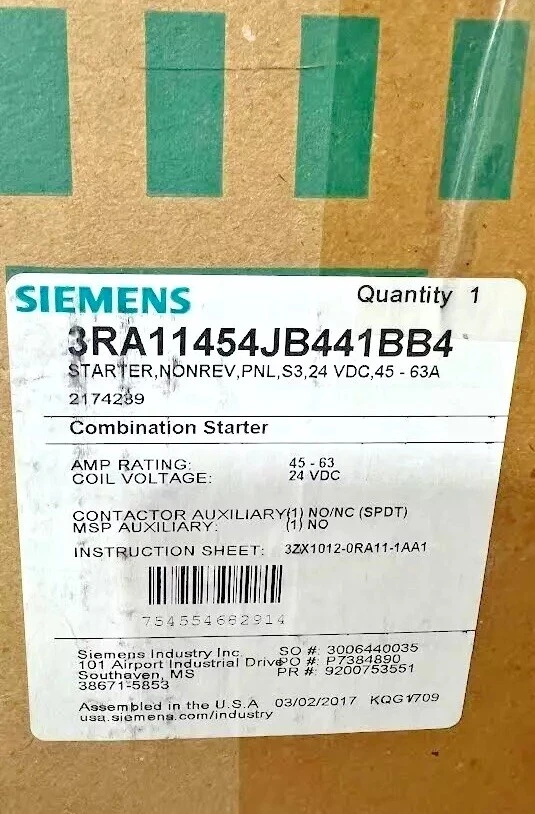 SIEMENS
Quantity 1
3RA11454JB441BB4
STARTER,NONREV,PNL,S3,24 VDC,45 - 63A
2174239
Combination Starter
AMP RATING: 45 - 63
COIL VOLTAGE: 24 VDC
CONTACTOR AUXILIARY: (1) NO/NC (SPDT)
MSP AUXILIARY: (1) NO
INSTRUCTION SHEET: 3ZX1012-0RA11-1AA1
754554682914
Siemens Industry Inc. SO #: 3006440035
101 Airport Industrial Drive PO #: P7384890
Southaven, MS PR #: 9200753551
38671-5853
Assembled in the U.S.A 03/02/2017 KQG1/709
usa.siemens.com/industry